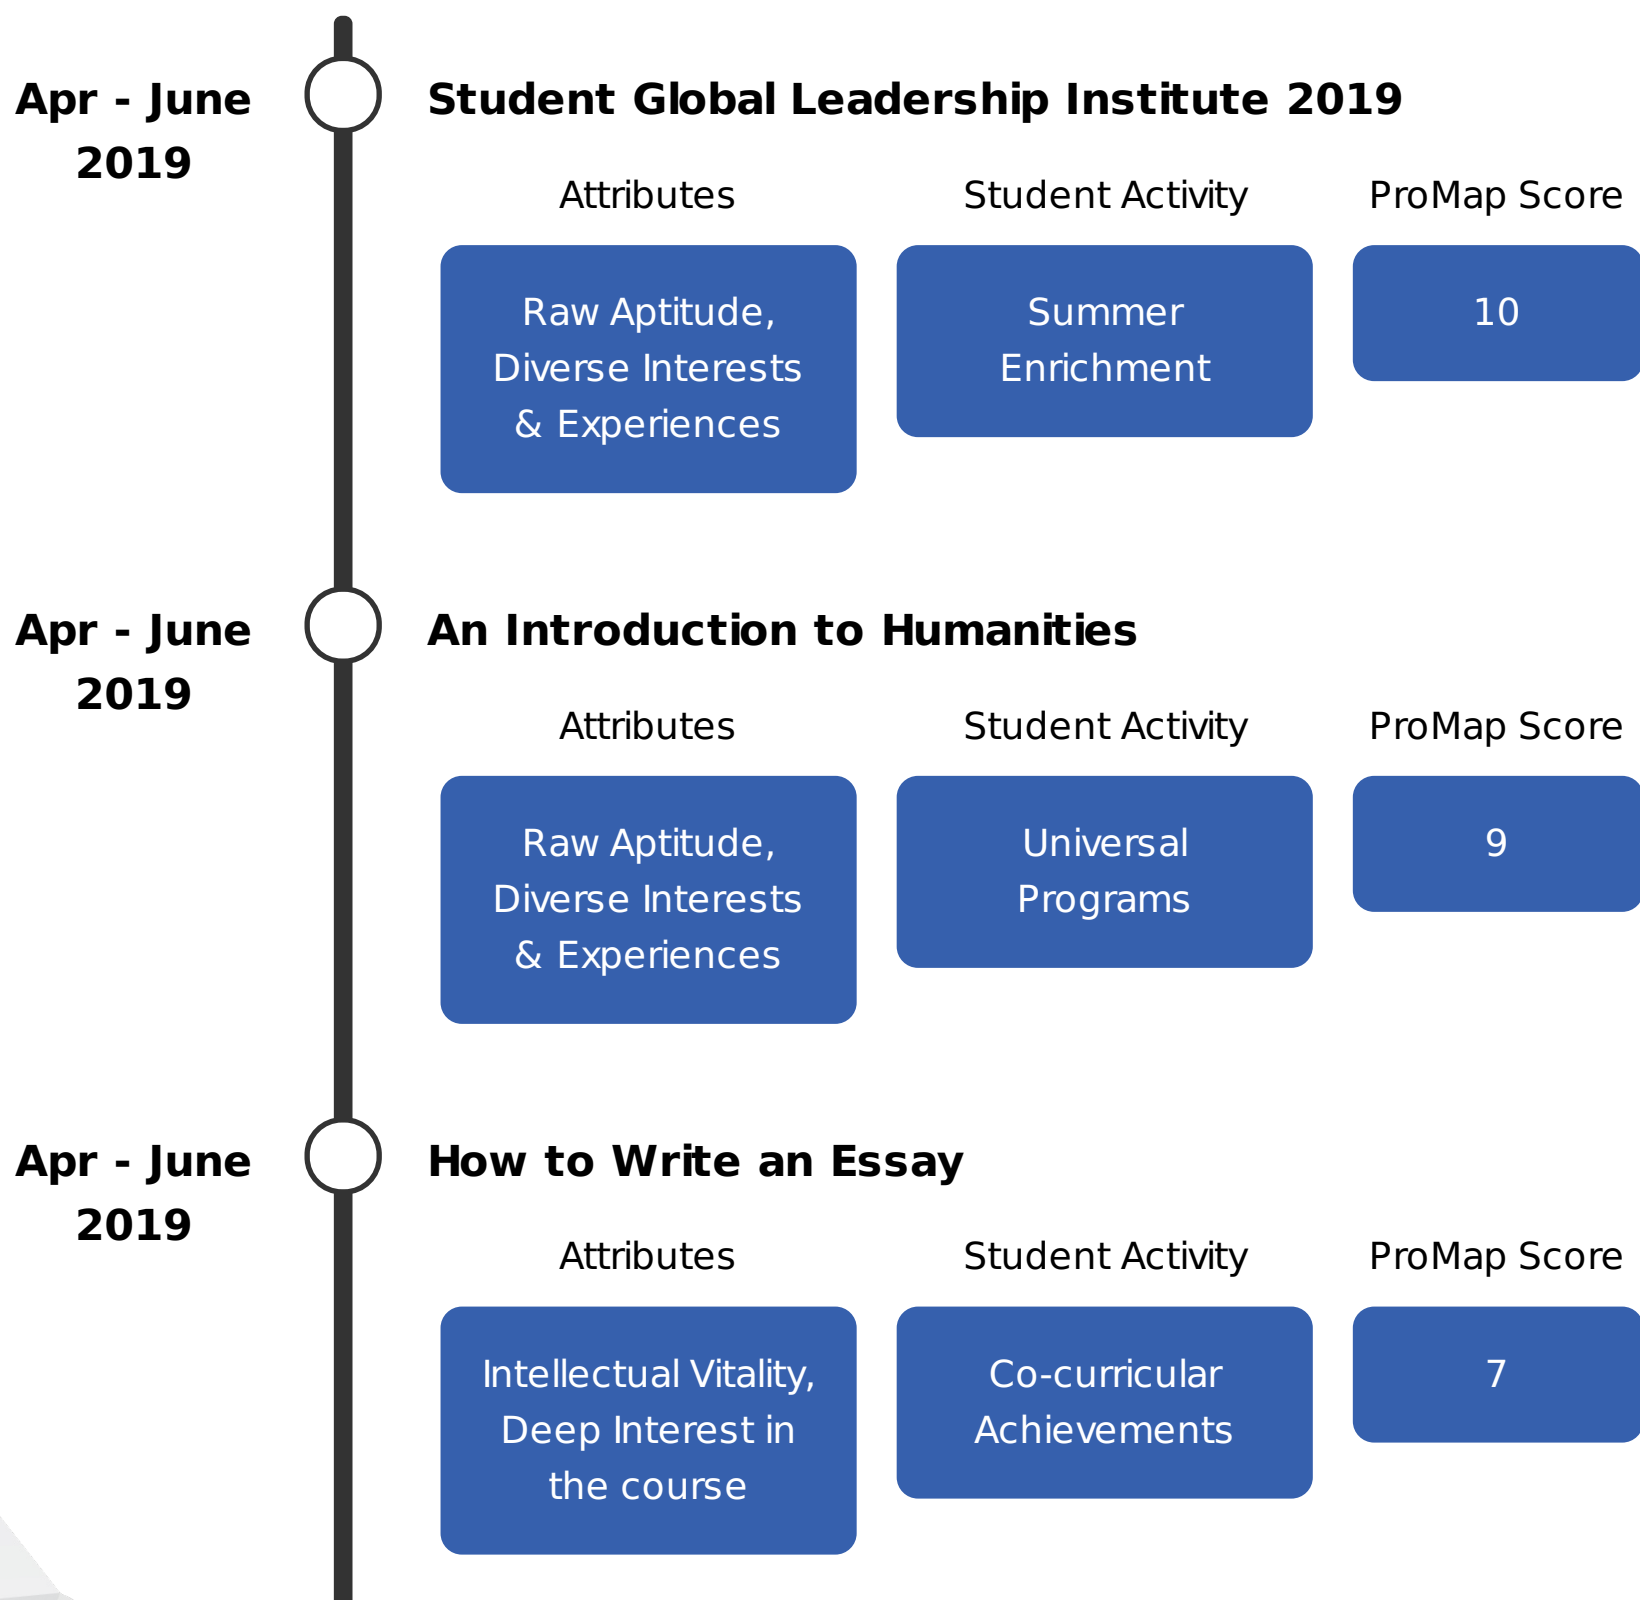 Apr - June
2019
Student Global Leadership Institute 2019
Attributes
Student Activity
ProMap Score
Raw Aptitude,
Diverse Interests
& Experiences
Summer
Enrichment
10
Apr - June
2019
An Introduction to Humanities
Attributes
Student Activity
ProMap Score
Raw Aptitude,
Diverse Interests
& Experiences
Universal
Programs
9
Apr - June
2019
How to Write an Essay
Attributes
Student Activity
ProMap Score
Intellectual Vitality,
Deep Interest in
the course
Co-curricular
Achievements
7